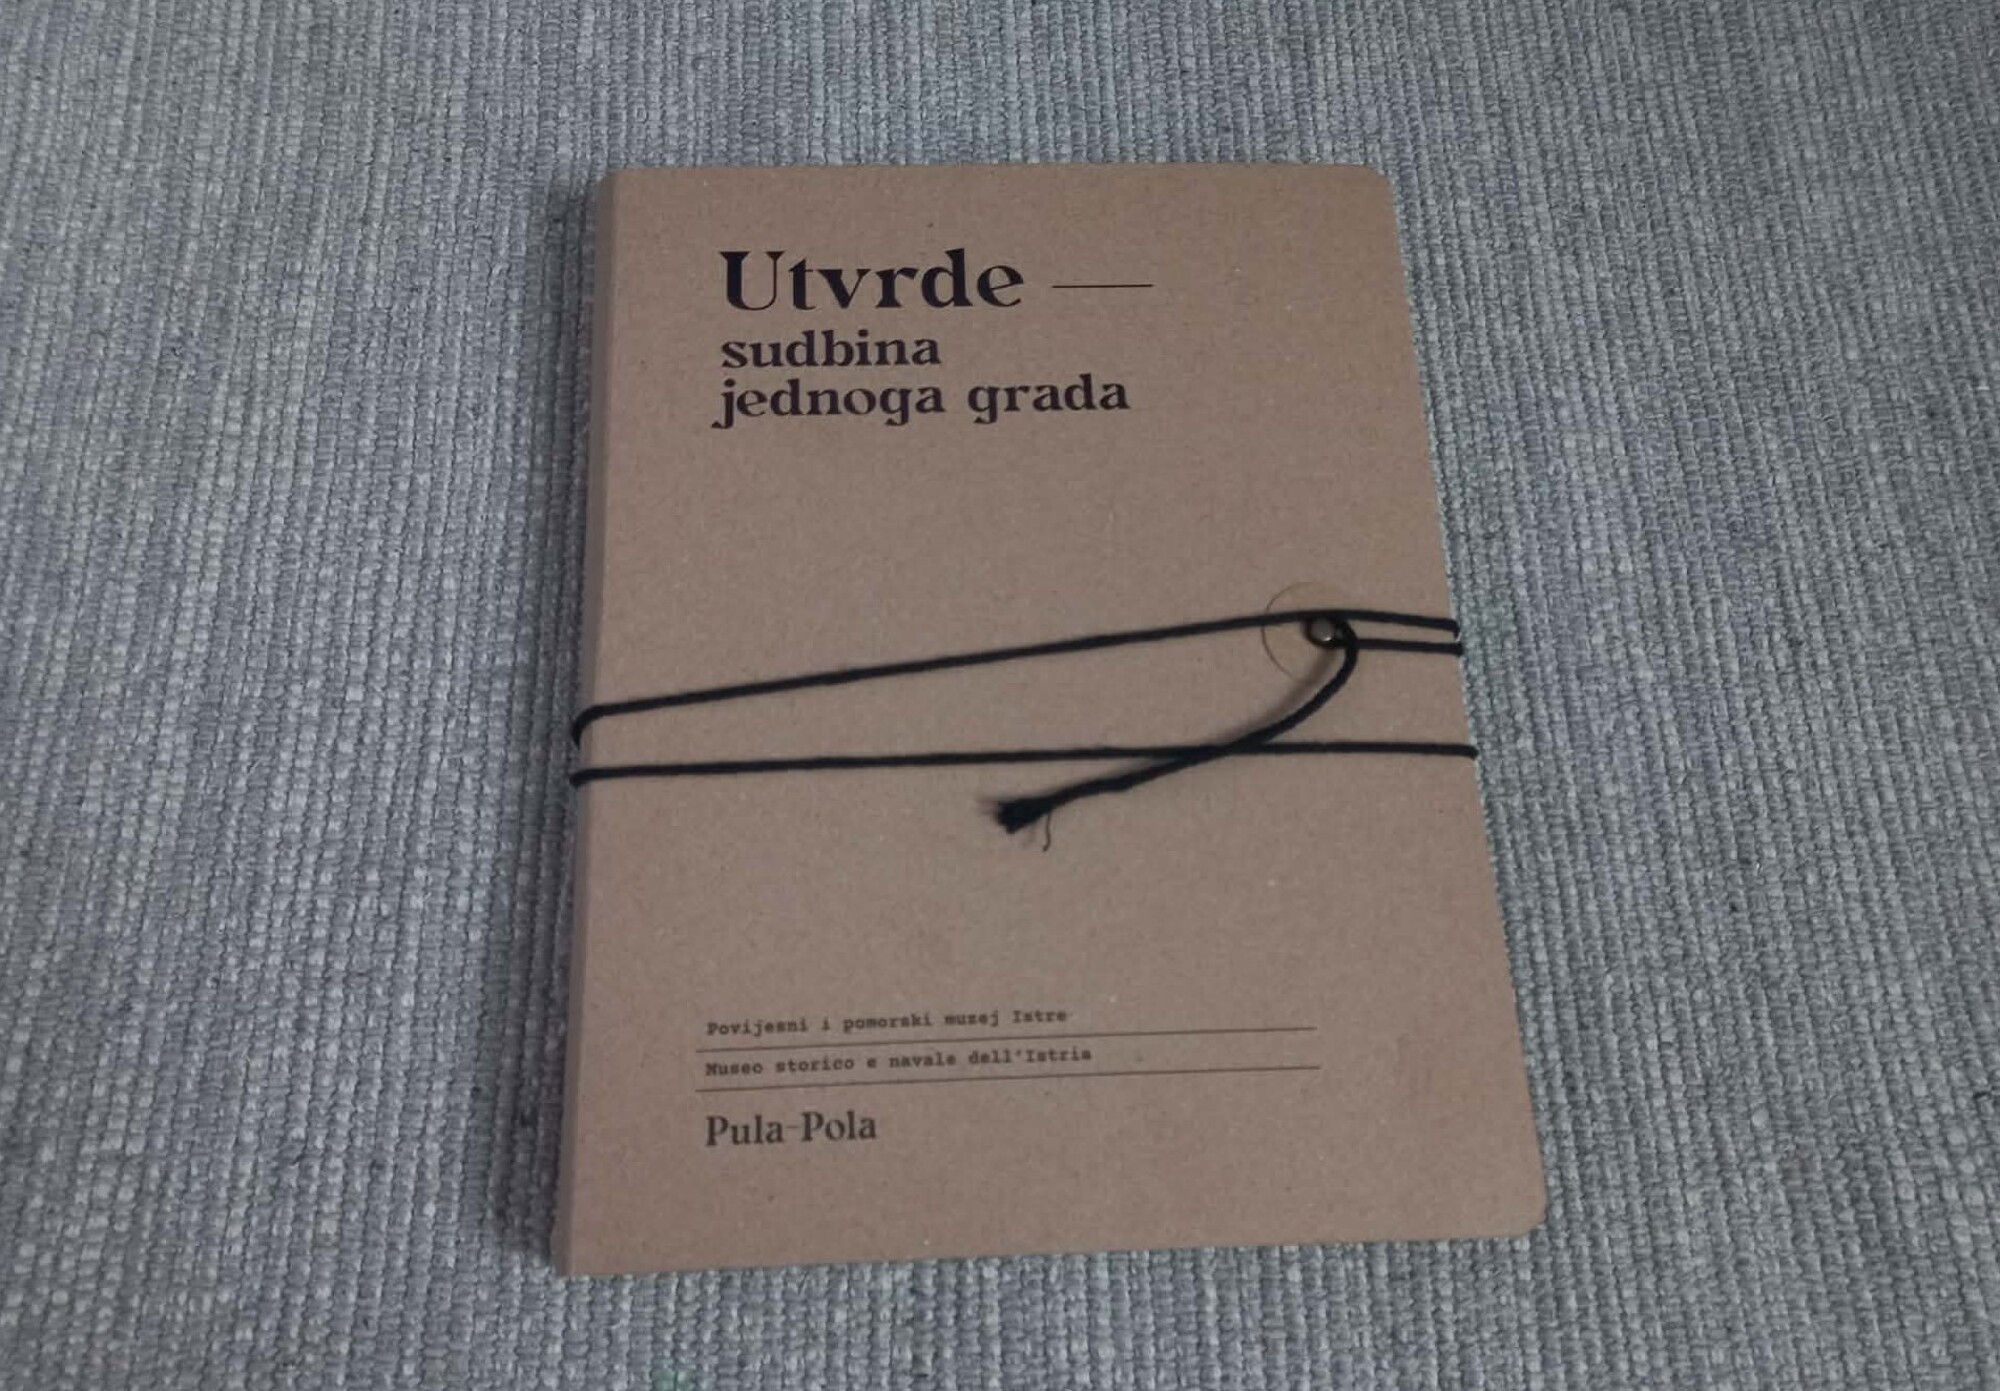 Utvrde —
sudbina
jednoga grada
Povijesni i pomorski muzej Istre
Museo storico e navale dell'Istria
Pula-Pola